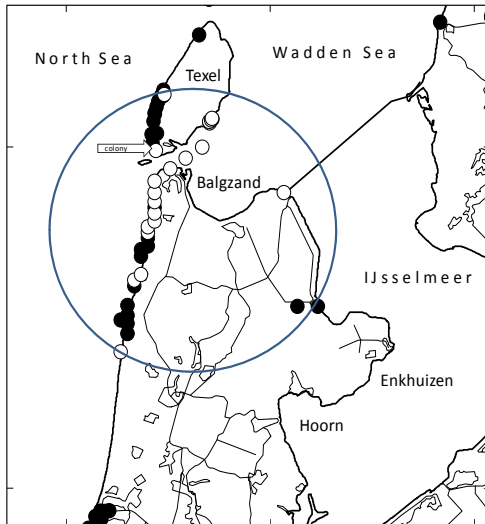 North Sea
Wadden Sea
Texel
colony
Balgzand
IJsselmeer
Enkhuizen
Hoorn